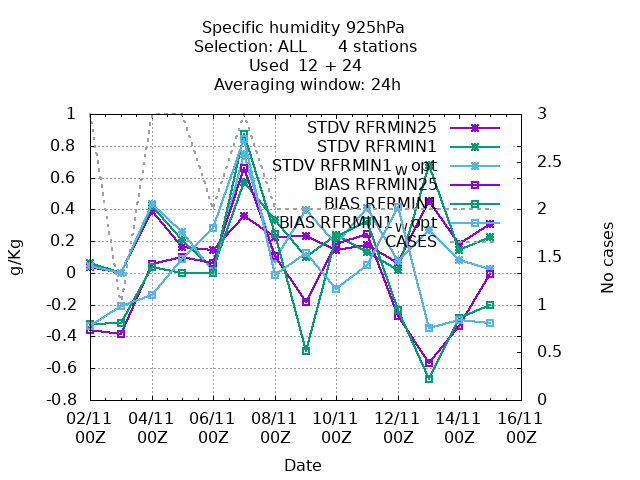 Specific humidity 925hPa
Selection: ALL 4 stations
Used 12 + 24
Averaging window: 24h
STDV RFRMIN25
STDV RFRMIN1
STDV RFRMIN1_w opt
BIAS RFRMIN25
BIAS RFRMIN1
BIAS RFRMIN1_w opt
CASES
1
0.8
0.6
0.4
0.2
0
-0.2
-0.4
-0.6
-0.8
g/Kg
3
2.5
2
1.5
1
0.5
0
No cases
02/11 04/11 06/11 08/11 10/11 12/11 14/11 16/11
00Z 00Z 00Z 00Z 00Z 00Z 00Z 00Z
Date